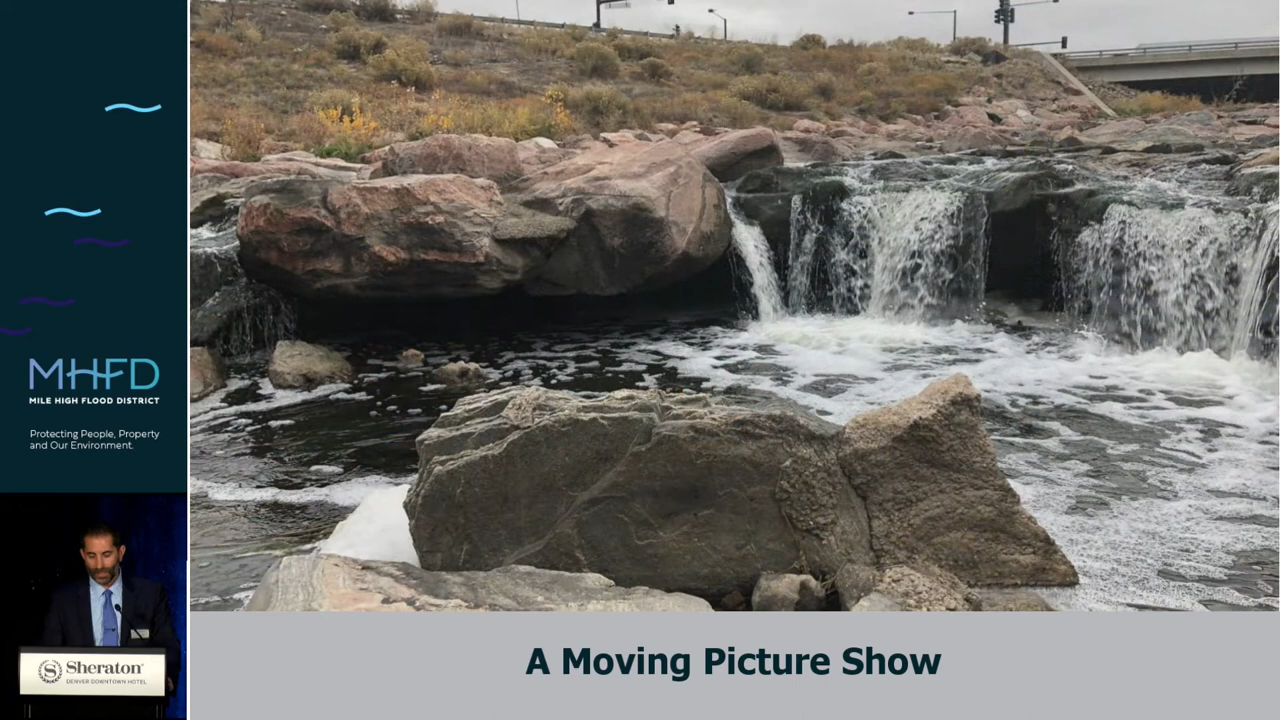 MHFD
MILE HIGH FLOOD DISTRICT
Protecting People, Property
and Our Environment.
S Sheraton
DENVER DOWNTOWN HOTEL
A Moving Picture Show